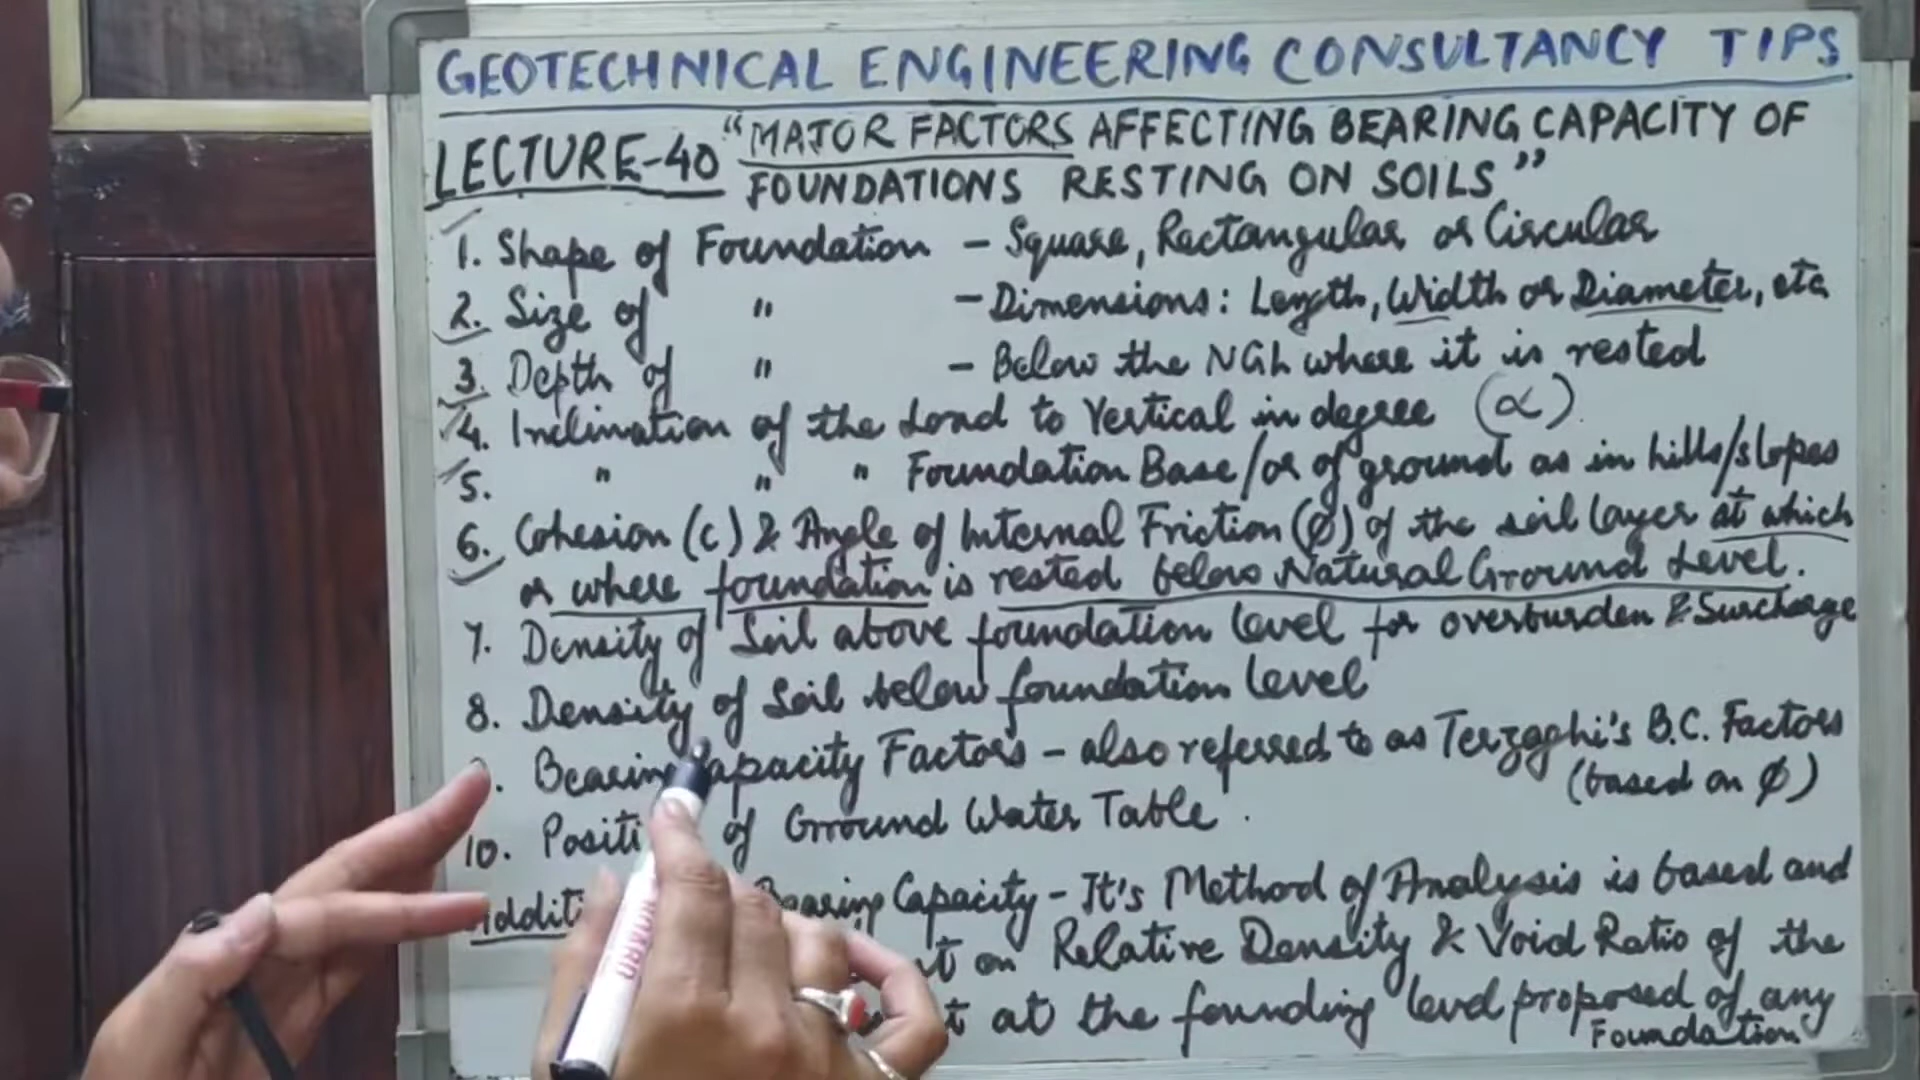 GEOTECHNICAL ENGINEERING CONSULTANCY TIPS
LECTURE-40 "MAJOR FACTORS AFFECTING BEARING CAPACITY OF
FOUNDATIONS RESTING ON SOILS"
1. Shape of Foundation - Square, Rectangular or Circular
2. Size of " - Dimensions: Length, Width or Diameter, etc
3. Depth of " - Below the NGL where it is rested
4. Inclination of the Load to Vertical in degree (α)
5. " " " Foundation Base/or of ground as in hills/slopes
6. Cohesion (c) & Angle of Internal Friction (Ø) of the soil layer at which
or where foundation is rested below Natural Ground Level.
7. Density of Soil above foundation level for overburden & Surcharge
8. Density of Soil below foundation level
Bearing Capacity Factors - also referred to as Terzaghi's B.C. Factors
(based on Ø)
10. of Ground Water Table.
Bearing Capacity - It's Method of Analysis is based and
on Relative Density & Void Ratio of the
at the founding level proposed of any
Foundation